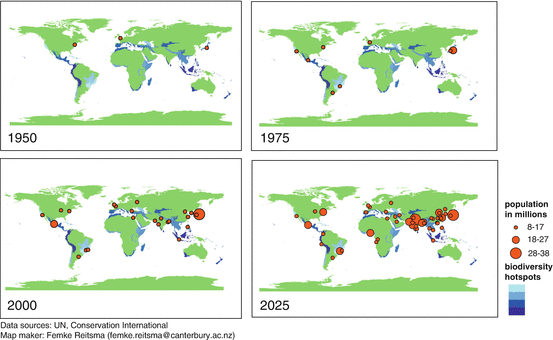 1950
1975
2000
2025
population
in millions
8-17
18-27
28-38
biodiversity
hotspots
Data sources: UN, Conservation International
Map maker: Femke Reitsma (femke.reitsma@canterbury.ac.nz)